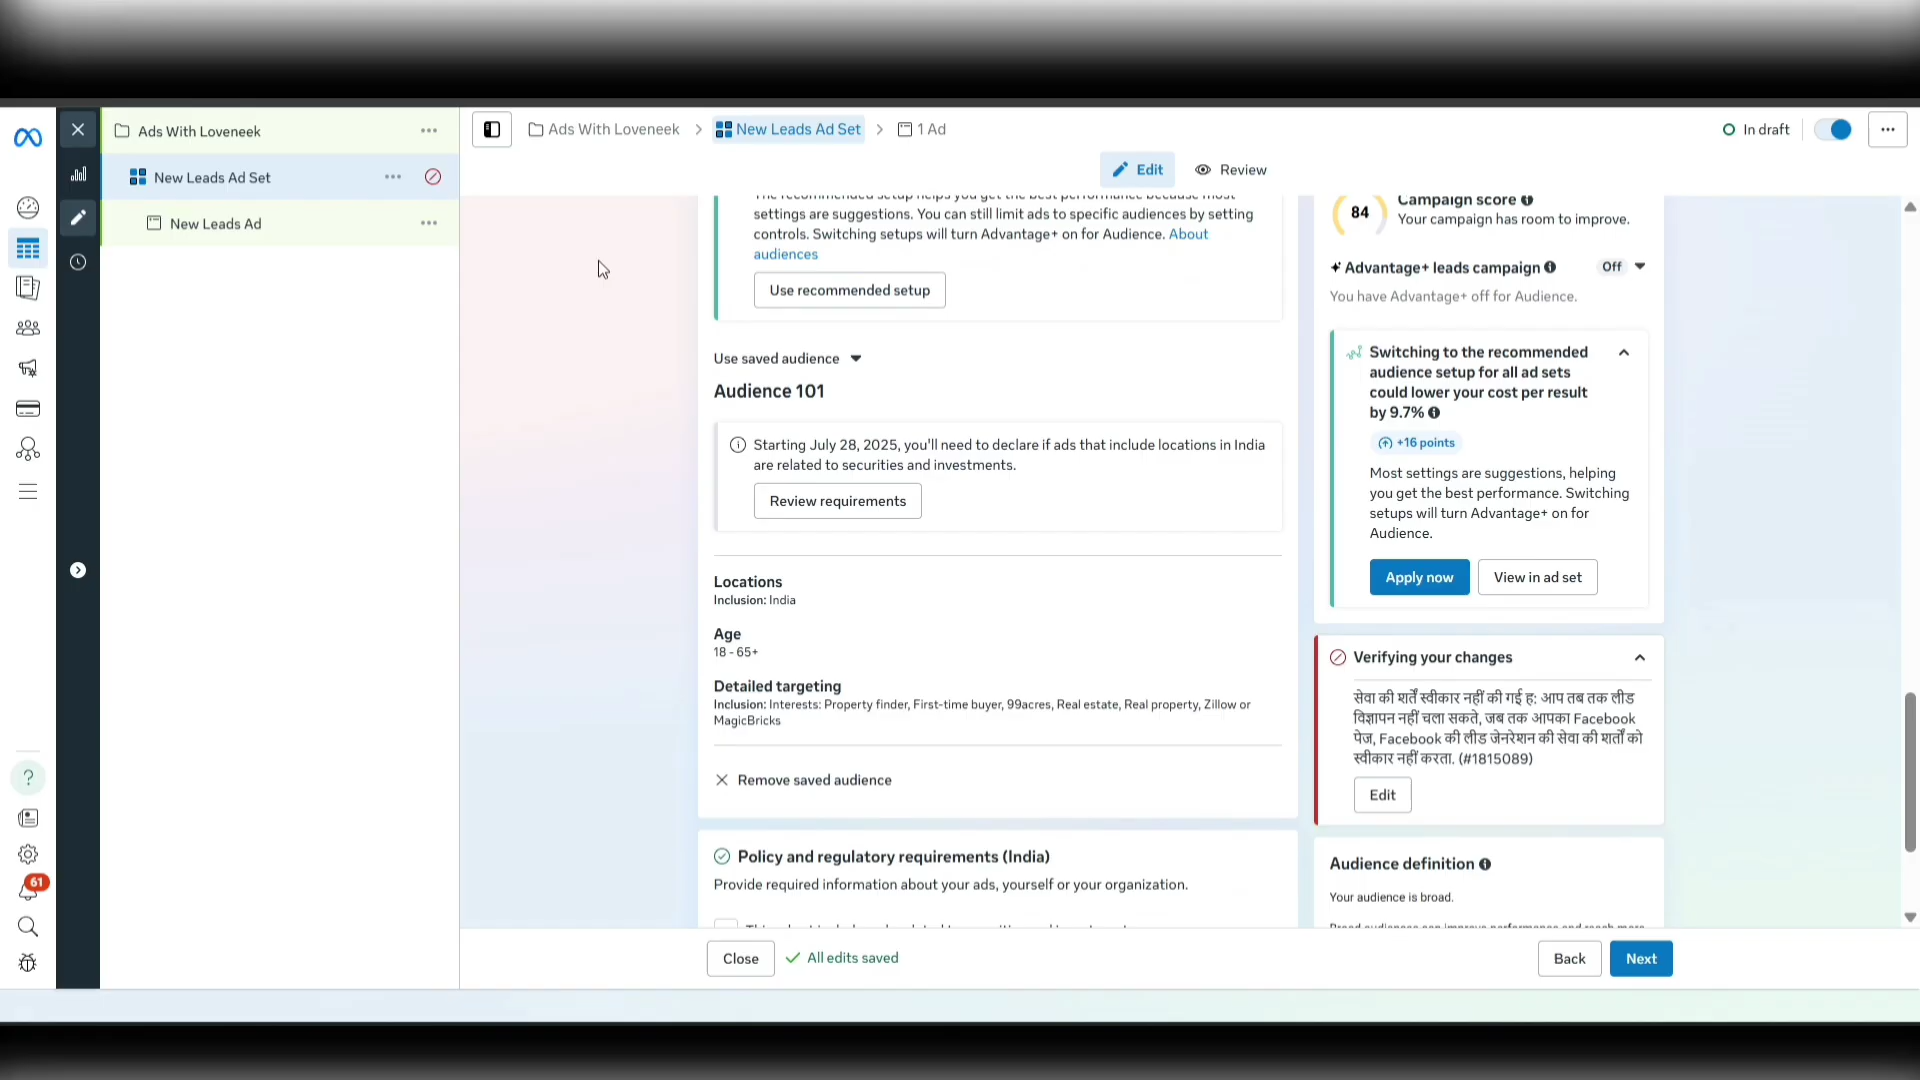 Ads With Loveneek
New Leads Ad Set
New Leads Ad
61
Ads With Loveneek
New Leads Ad Set
1 Ad
In draft
Edit
Review
The recommended setup helps you get the best performance because most
settings are suggestions. You can still limit ads to specific audiences by setting
controls. Switching setups will turn Advantage+ on for Audience. About
audiences
Use recommended setup
Use saved audience
Audience 101
Starting July 28, 2025, you'll need to declare if ads that include locations in India
are related to securities and investments.
Review requirements
Locations
Inclusion: India
Age
18 - 65+
Detailed targeting
Inclusion: Interests: Property finder, First-time buyer, 99acres, Real estate, Real property, Zillow or
MagicBricks
Remove saved audience
Policy and regulatory requirements (India)
Provide required information about your ads, yourself or your organization.
Close
All edits saved
84
Campaign score
Your campaign has room to improve.
Advantage+ leads campaign
Off
You have Advantage+ off for Audience.
Switching to the recommended
audience setup for all ad sets
could lower your cost per result
by 9.7%
+16 points
Most settings are suggestions, helping
you get the best performance. Switching
setups will turn Advantage+ on for
Audience.
Apply now
View in ad set
Verifying your changes
सेवा की शर्तें स्वीकार नहीं की गई ह: आप तब तक लीड
विज्ञापन नहीं चला सकते, जब तक आपका Facebook
पेज, Facebook की लीड जेनरेशन की सेवा की शर्तों को
स्वीकार नहीं करता. (#1815089)
Edit
Audience definition
Your audience is broad.
Back
Next